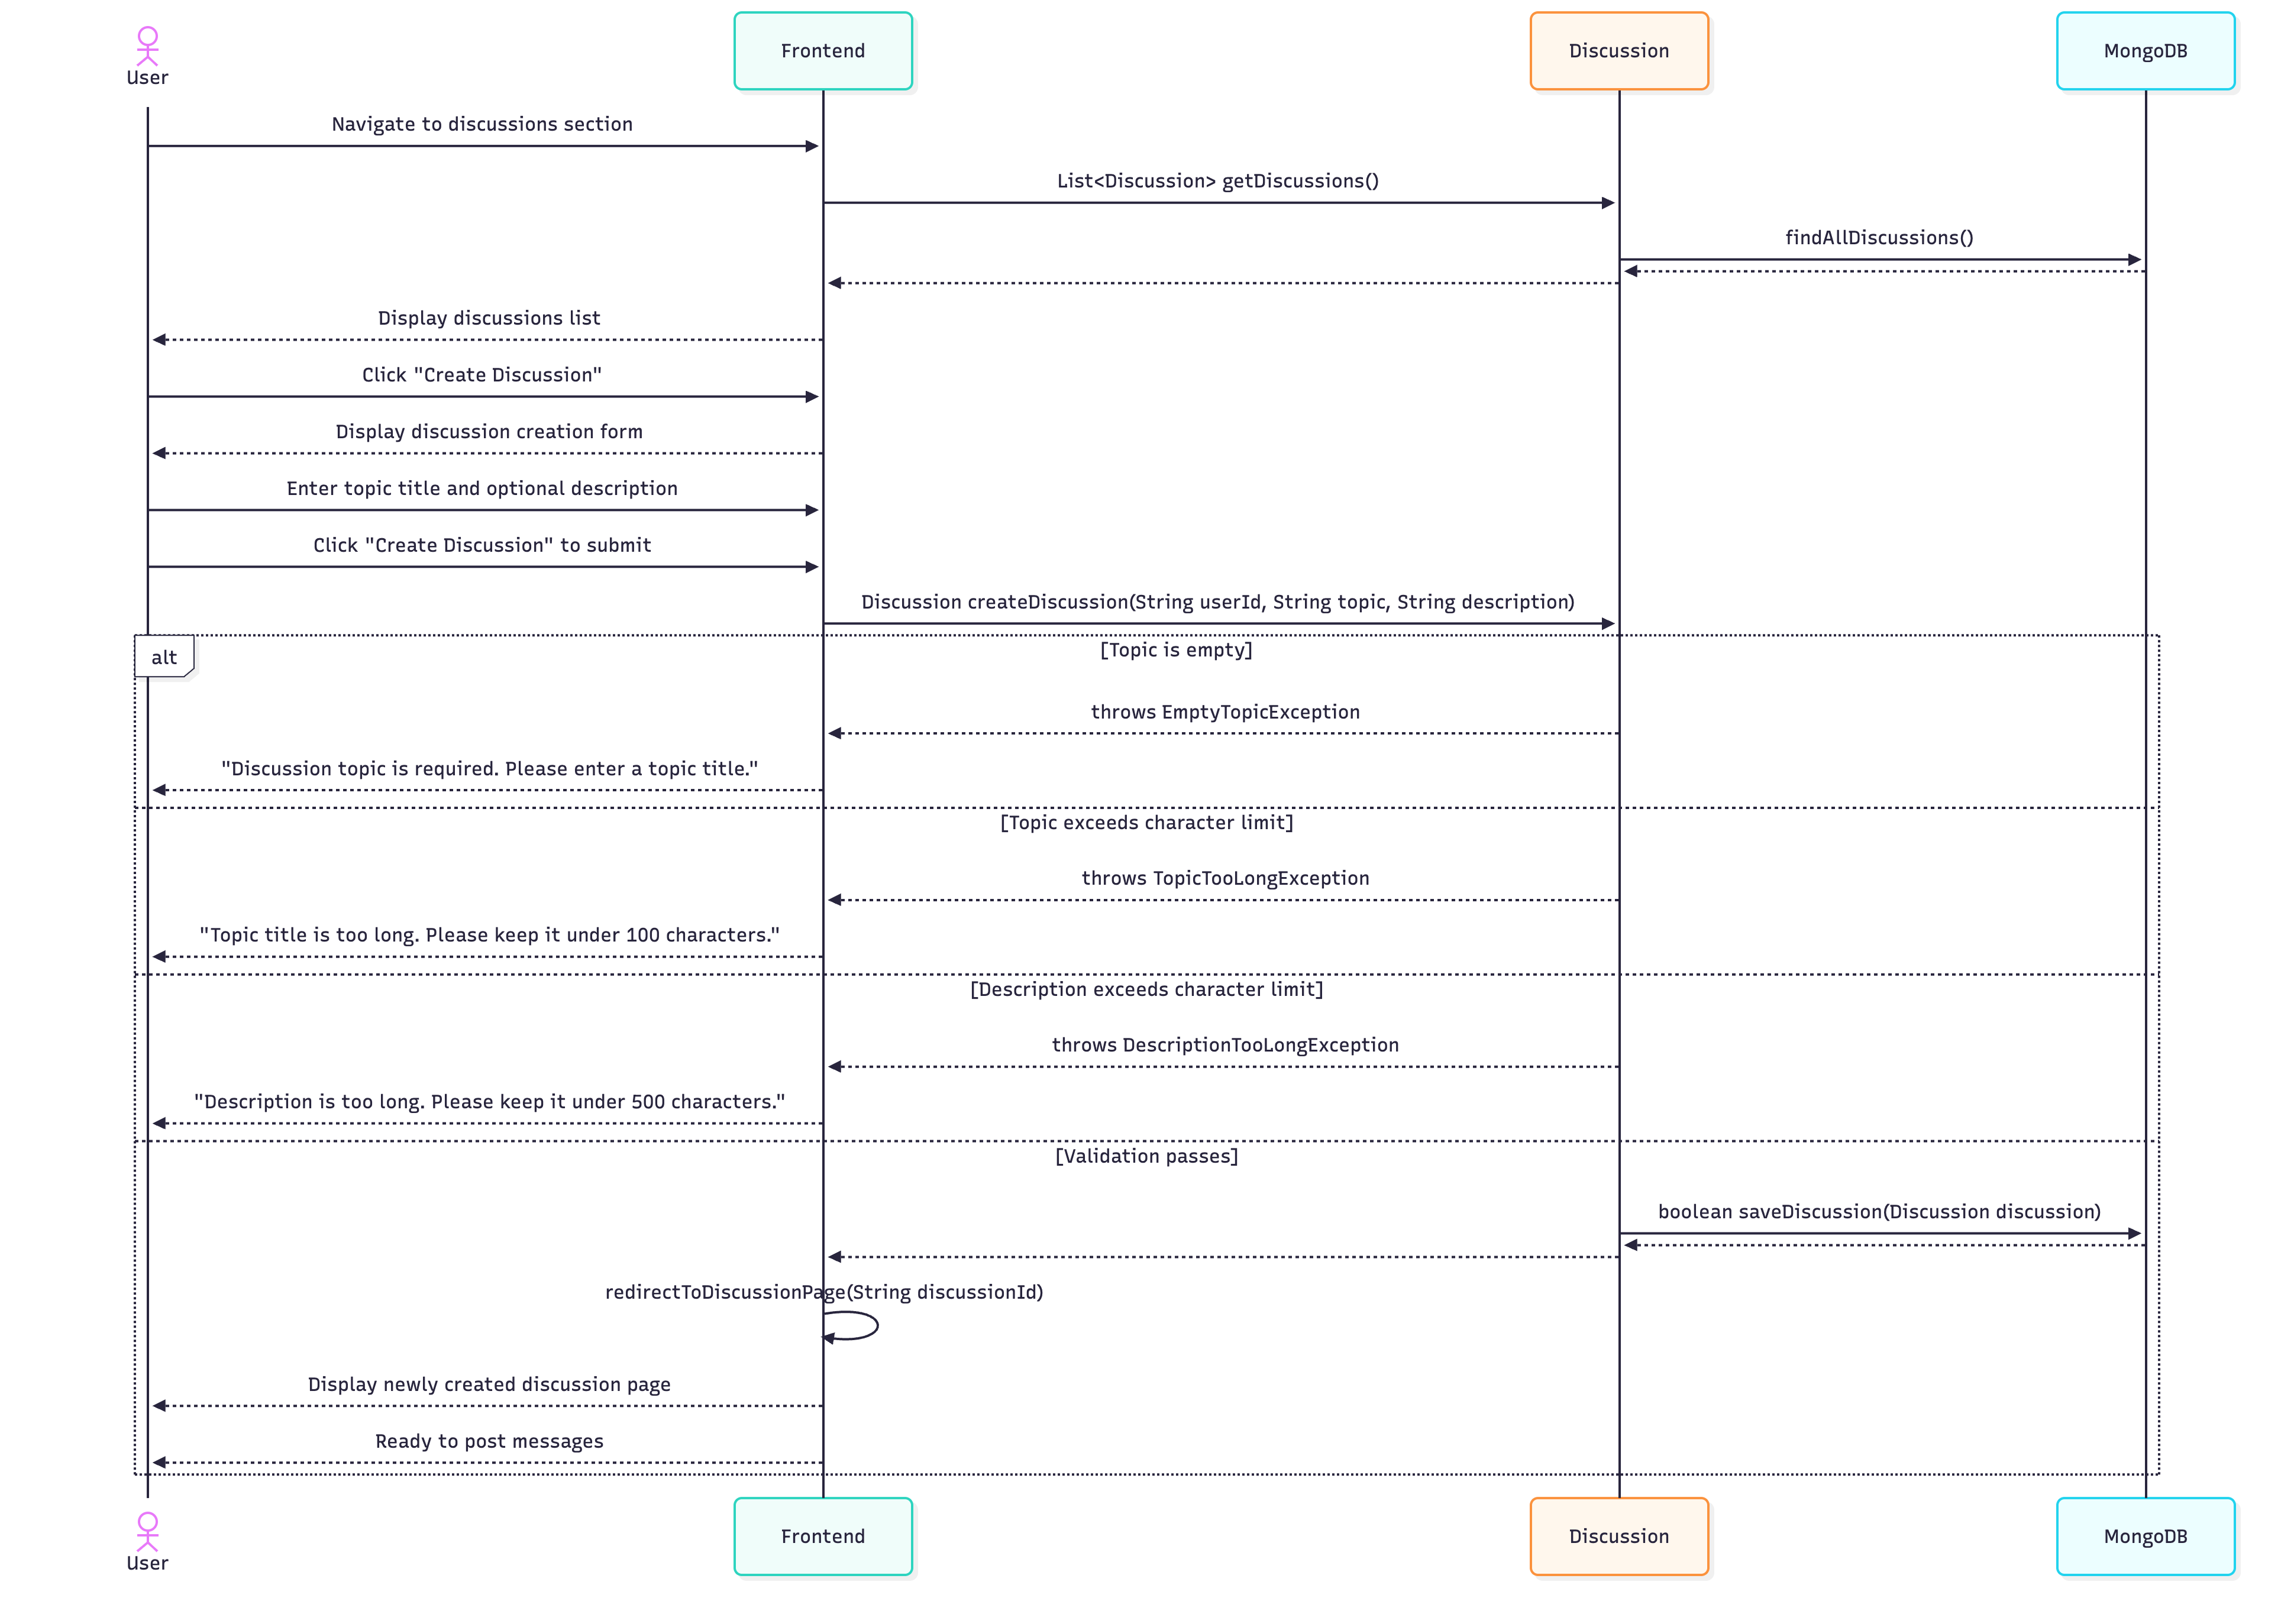 User
Frontend
Discussion
MongoDB
Navigate to discussions section
List<Discussion> getDiscussions()
findAllDiscussions()
Display discussions list
Click "Create Discussion"
Display discussion creation form
Enter topic title and optional description
Click "Create Discussion" to submit
Discussion createDiscussion(String userId, String topic, String description)
alt
[Topic is empty]
throws EmptyTopicException
"Discussion topic is required. Please enter a topic title."
[Topic exceeds character limit]
throws TopicTooLongException
"Topic title is too long. Please keep it under 100 characters."
[Description exceeds character limit]
throws DescriptionTooLongException
"Description is too long. Please keep it under 500 characters."
[Validation passes]
boolean saveDiscussion(Discussion discussion)
redirectToDiscussionPage(String discussionId)
Display newly created discussion page
Ready to post messages
User
Frontend
Discussion
MongoDB